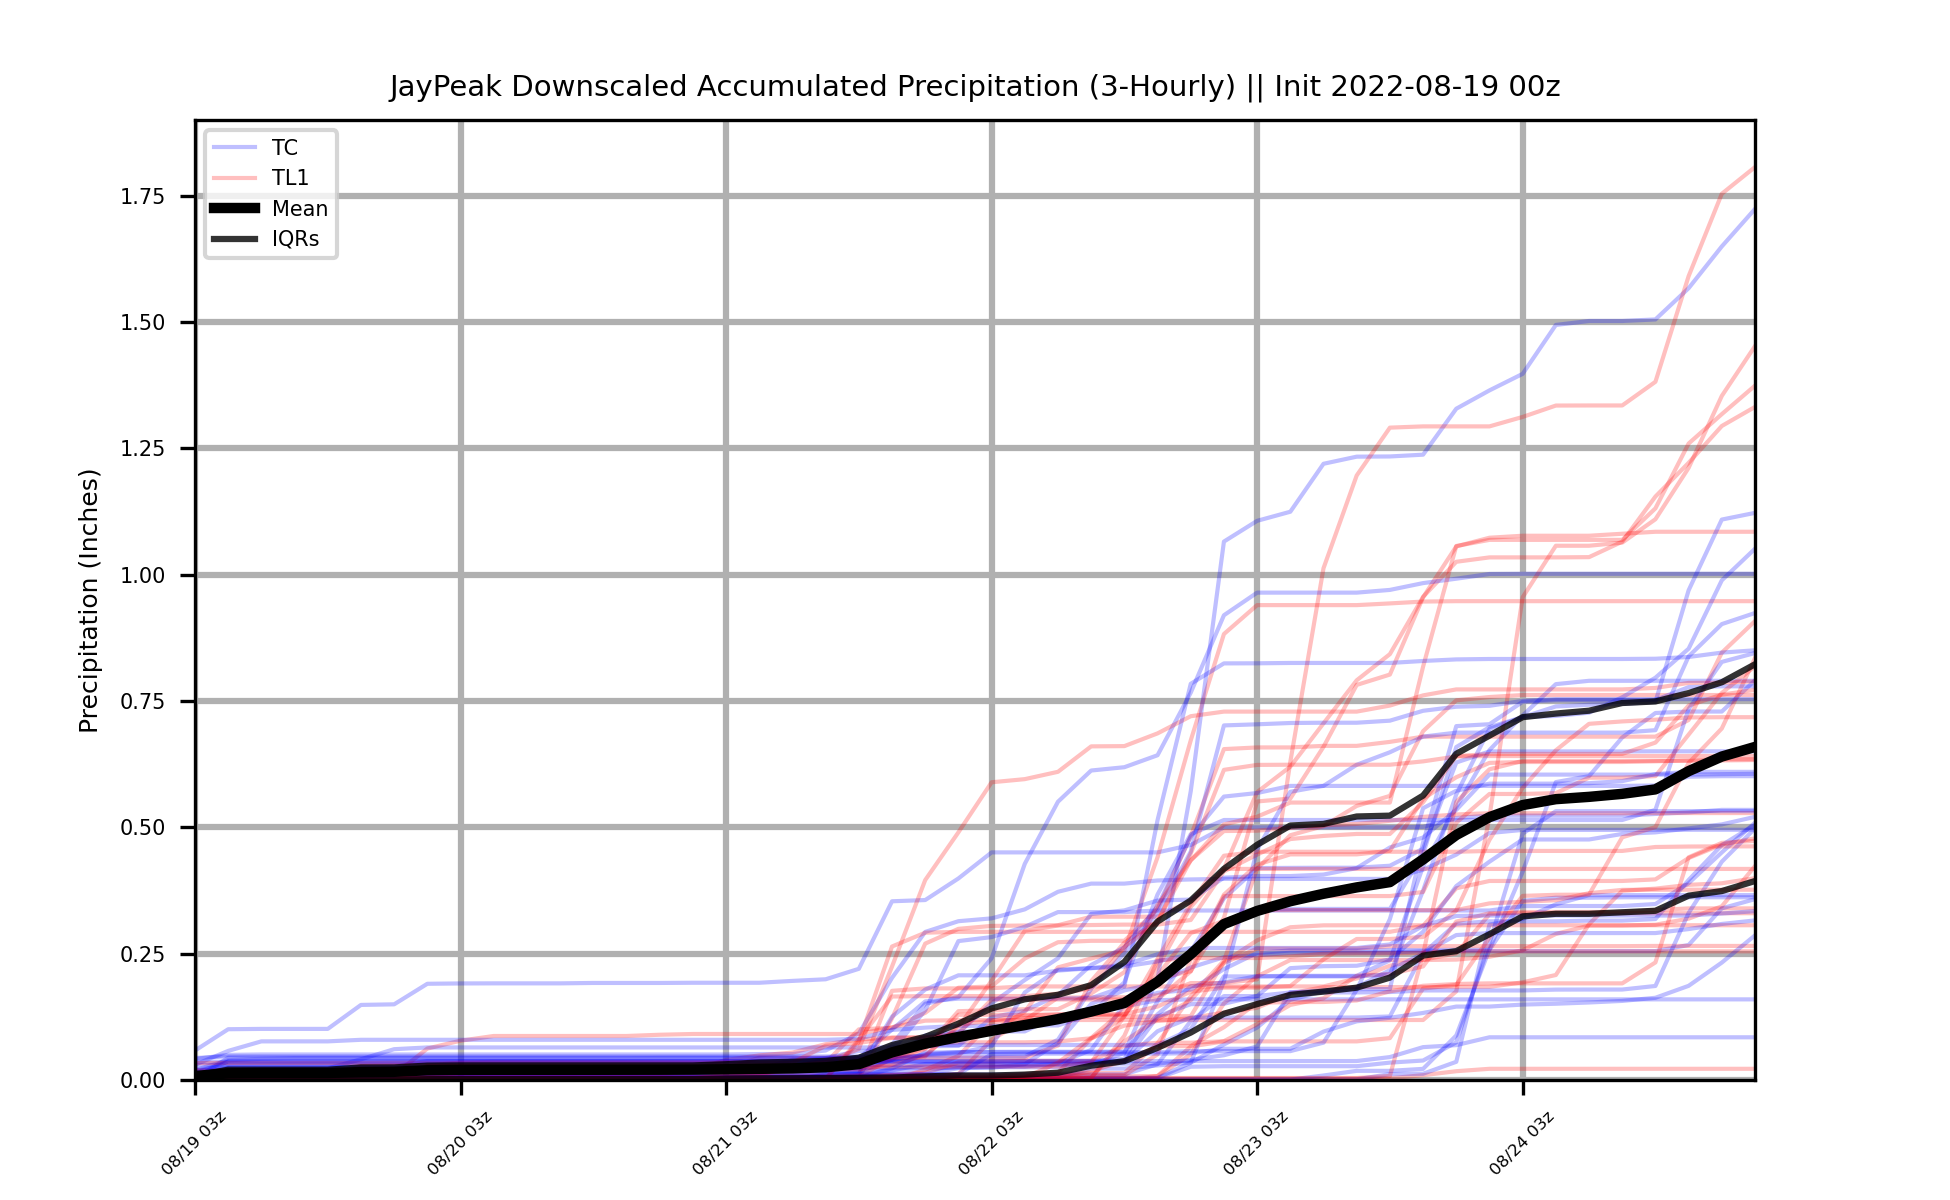 JayPeak Downscaled Accumulated Precipitation (3-Hourly) || Init 2022-08-19 00z
TC
TL1
Mean
IQRs
Precipitation (Inches)
1.75
1.50
1.25
1.00
0.75
0.50
0.25
0.00
08/19 03z
08/20 03z
08/21 03z
08/22 03z
08/23 03z
08/24 03z